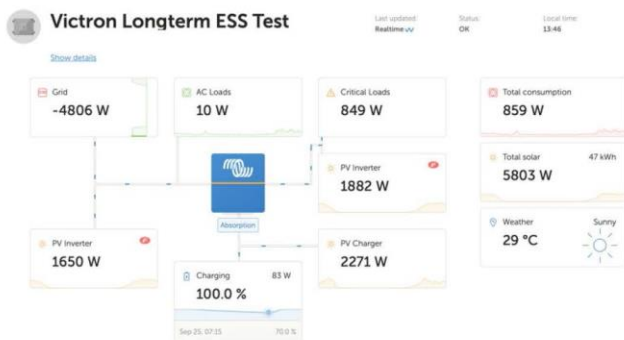 Victron Longterm ESS Test
Last updated: Status: Local time:
Realtime OK 13:46
Show details
Grid
-4806 W
AC Loads
10 W
Critical Loads
849 W
Total consumption
859 W
PV Inverter
1882 W
Total solar 47 kWh
5803 W
Absorption
PV Inverter
1650 W
PV Charger
2271 W
Weather Sunny
29 °C
Charging 83 W
100.0 %
Sep 25, 07:15 70.0 %